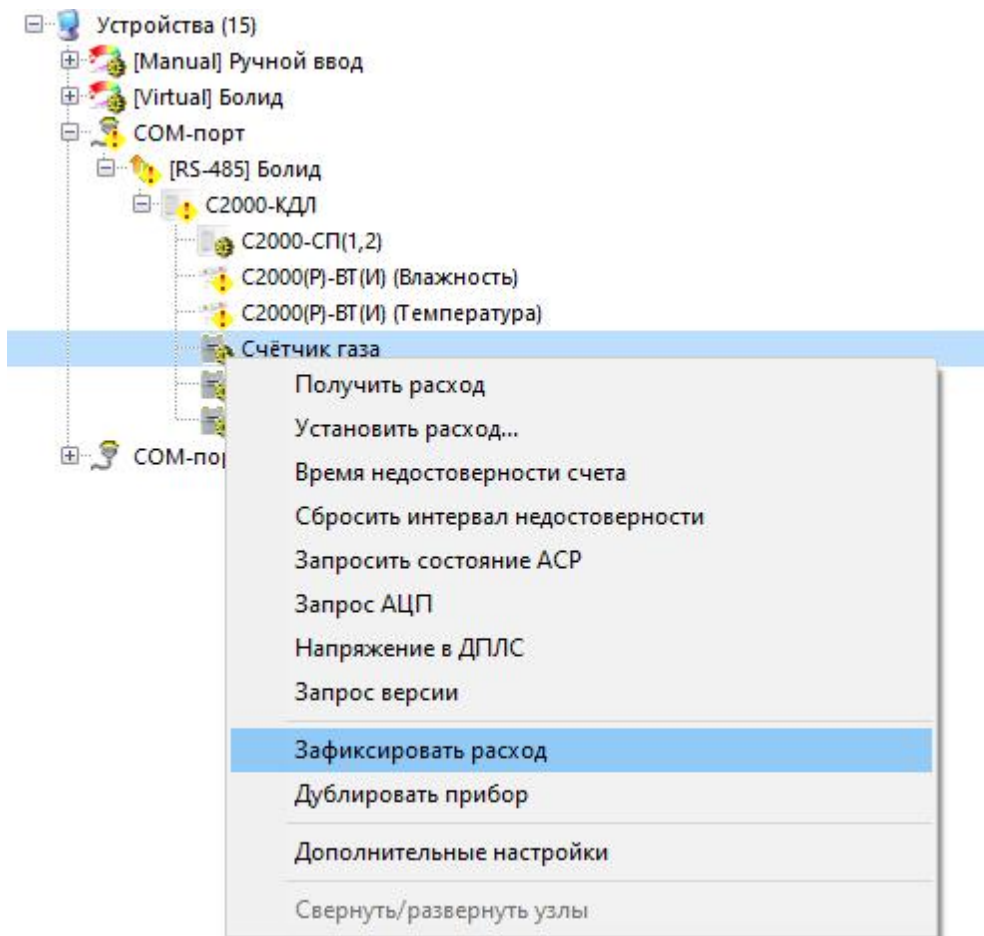 Устройства (15)
[Manual] Ручной ввод
[Virtual] Болид
COM-порт
[RS-485] Болид
С2000-КДЛ
С2000-СП(1,2)
С2000(Р)-ВТ(И) (Влажность)
С2000(Р)-ВТ(И) (Температура)
Счётчик газа
COM-пор
Получить расход
Установить расход...
Время недостоверности счета
Сбросить интервал недостоверности
Запросить состояние АСР
Запрос АЦП
Напряжение в ДПЛС
Запрос версии
Зафиксировать расход
Дублировать прибор
Дополнительные настройки
Свернуть/развернуть узлы